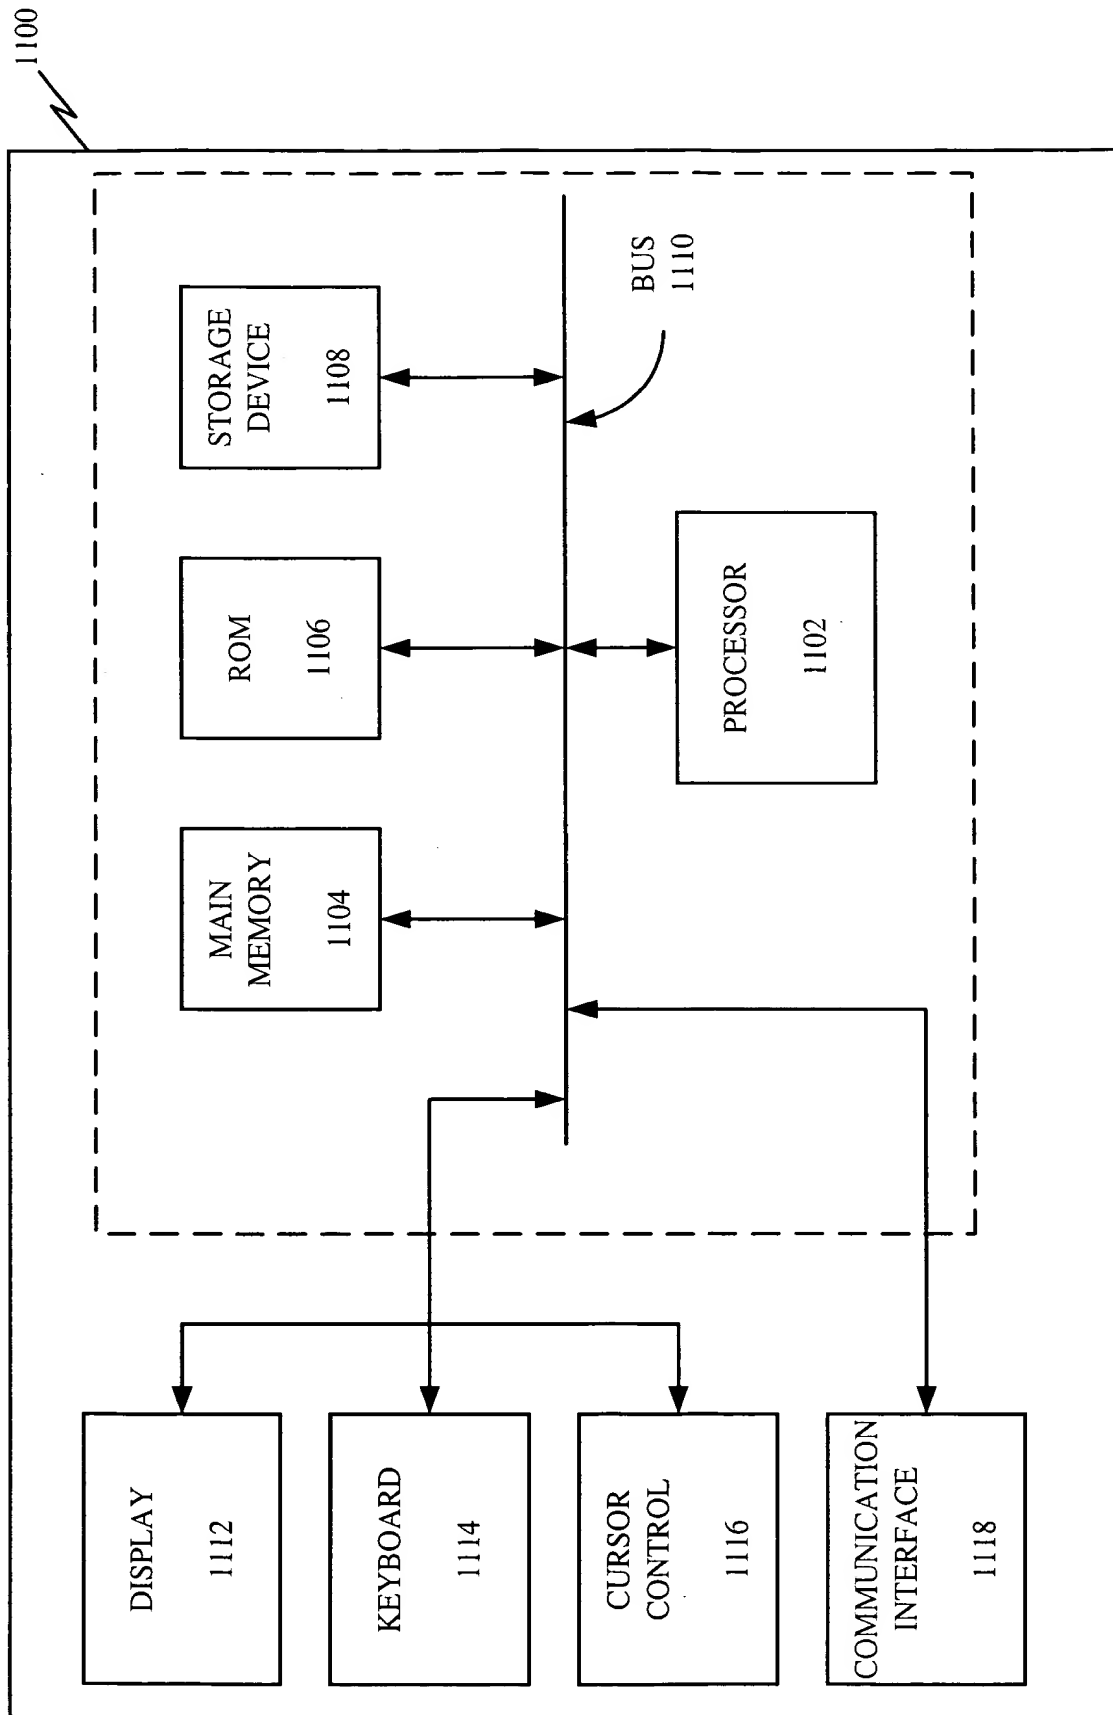 1100
DISPLAY
1112
KEYBOARD
1114
CURSOR
CONTROL
1116
COMMUNICATION
INTERFACE
1118
MAIN
MEMORY
1104
ROM
1106
STORAGE
DEVICE
1108
BUS
1110
PROCESSOR
1102